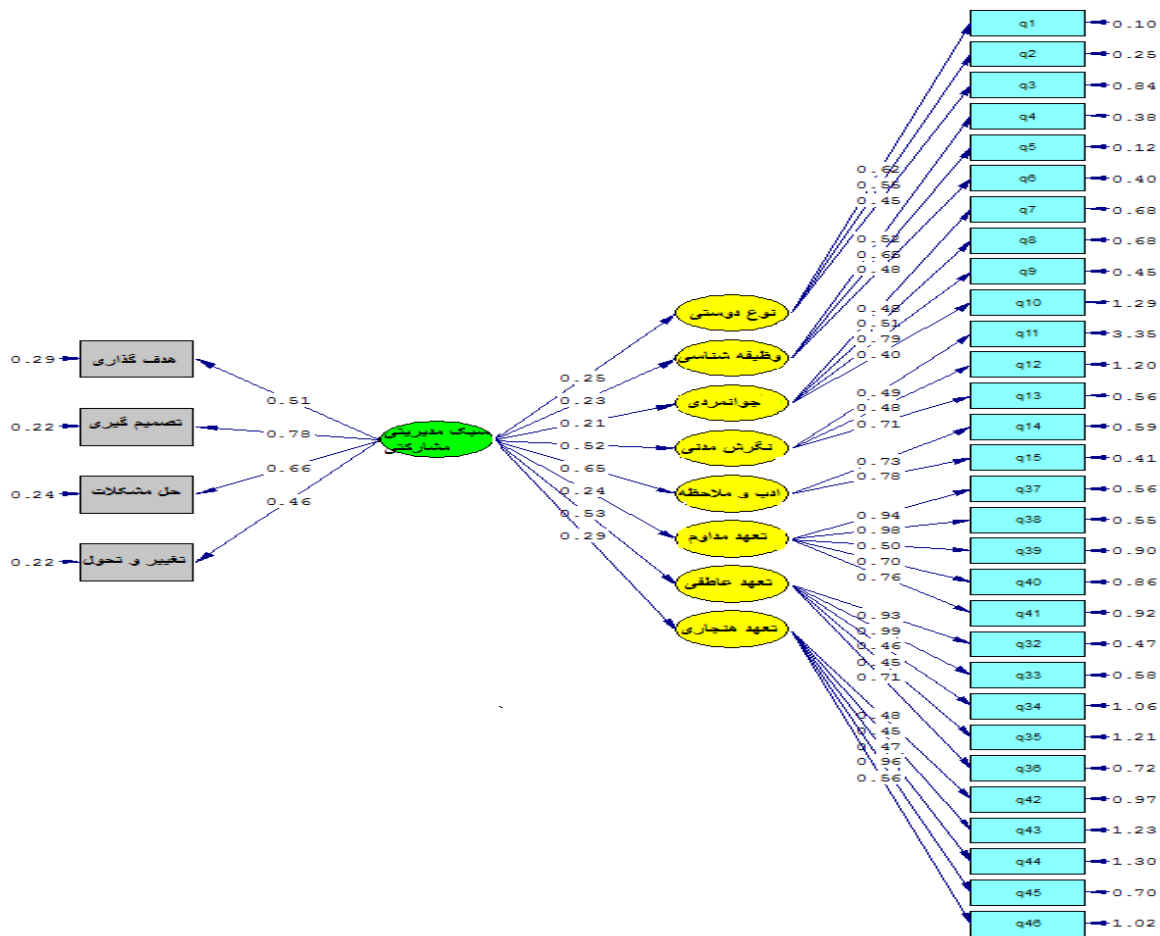 q1 0.10
q2 0.25
q3 0.84
q4 0.38
q5 0.12
q6 0.40
q7 0.68
q8 0.68
q9 0.45
q10 1.29
q11 3.35
q12 1.20
q13 0.56
q14 0.59
q15 0.41
q37 0.56
q38 0.55
q39 0.90
q40 0.86
q41 0.92
q32 0.47
q33 0.58
q34 1.06
q35 1.21
q36 0.72
q42 0.97
q43 1.23
q44 1.30
q45 0.70
q46 1.02
0.62
0.55
0.45
0.52
0.65
0.48
0.48
0.51
0.79
0.40
0.49
0.48
0.71
0.73
0.78
0.94
0.98
0.50
0.70
0.76
0.93
0.99
0.46
0.45
0.71
0.48
0.45
0.47
0.96
0.56
نوع دوستی
وظیفه شناسی
جوانمردی
نگرش مدنی
ادب و ملاحظه
تعهد مداوم
تعهد عاطفی
تعهد هنجاری
0.25
0.23
0.21
0.52
0.65
0.24
0.53
0.29
سبک مدیریتی
مشارکتی
0.51
0.78
0.66
0.46
هدف گذاری 0.29
تصمیم گیری 0.22
حل مشکلات 0.24
تغییر و تحول 0.22